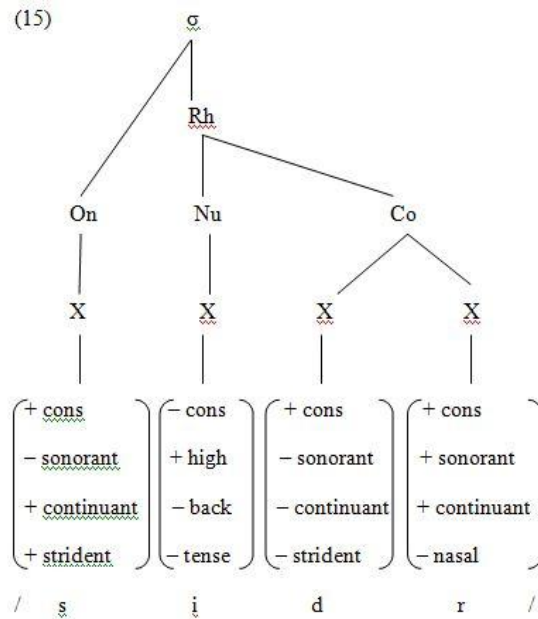 (15) σ
Rh
On Nu Co
X X X X
+ cons – cons + cons + cons
– sonorant + high – sonorant + sonorant
+ continuant – back – continuant + continuant
+ strident – tense – strident – nasal
/ s i d r /